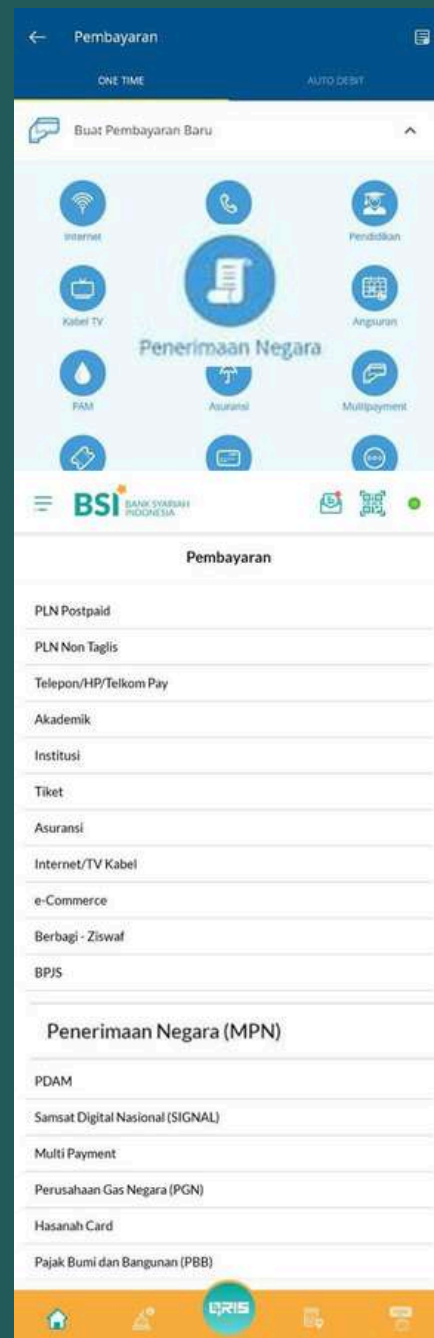 Pembayaran
ONE TIME
AUTO DEBIT
Buat Pembayaran Baru
Internet
Pendidikan
Kabel TV
Angsuran
Penerimaan Negara
PAM
Asuransi
Multipayment
BSI BANK SYARIAH
INDONESIA
Pembayaran
PLN Postpaid
PLN Non Taglis
Telepon/HP/Telkom Pay
Akademik
Institusi
Tiket
Asuransi
Internet/TV Kabel
e-Commerce
Berbagi - Ziswaf
BPJS
Penerimaan Negara (MPN)
PDAM
Samsat Digital Nasional (SIGNAL)
Multi Payment
Perusahaan Gas Negara (PGN)
Hasanah Card
Pajak Bumi dan Bangunan (PBB)
QRIS